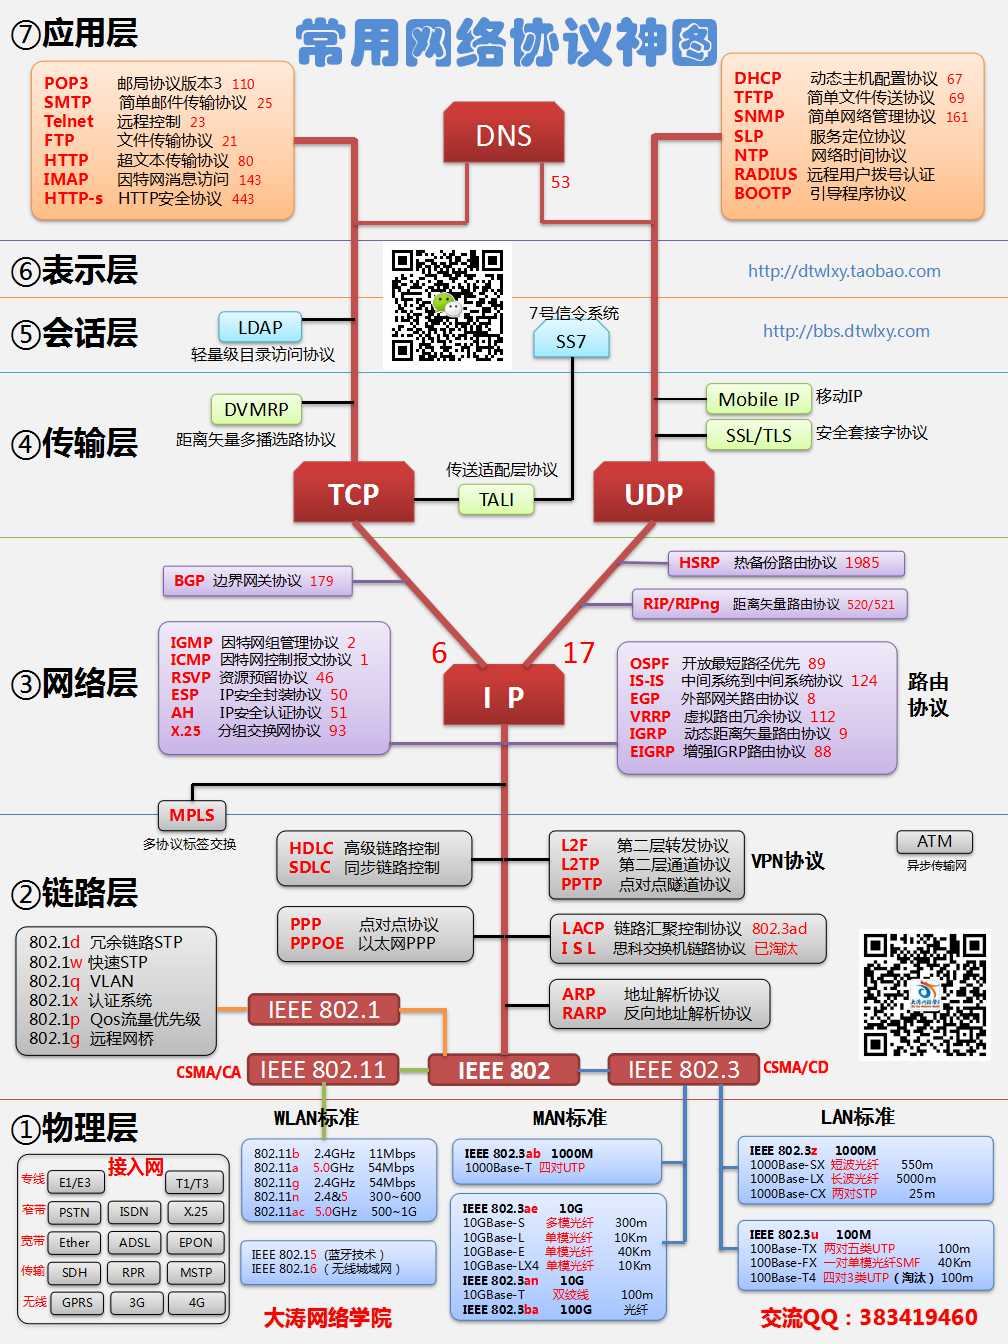 常用网络协议神图
⑦应用层
POP3 邮局协议版本3 110
SMTP 简单邮件传输协议 25
Telnet 远程控制 23
FTP 文件传输协议 21
HTTP 超文本传输协议 80
IMAP 因特网消息访问 143
HTTP-s HTTP安全协议 443
DNS
53
DHCP 动态主机配置协议 67
TFTP 简单文件传送协议 69
SNMP 简单网络管理协议 161
SLP 服务定位协议
NTP 网络时间协议
RADIUS 远程用户拨号认证
BOOTP 引导程序协议
⑥表示层
http://dtwlxy.taobao.com
⑤会话层
LDAP
轻量级目录访问协议
7号信令系统
SS7
http://bbs.dtwlxy.com
④传输层
DVMRP
距离矢量多播选路协议
Mobile IP 移动IP
SSL/TLS 安全套接字协议
TCP
传送适配层协议
TALI
UDP
③网络层
BGP 边界网关协议 179
HSRP 热备份路由协议 1985
RIP/RIPng 距离矢量路由协议 520/521
6
17
IP
IGMP 因特网组管理协议 2
ICMP 因特网控制报文协议 1
RSVP 资源预留协议 46
ESP IP安全封装协议 50
AH IP安全认证协议 51
X.25 分组交换网协议 93
OSPF 开放最短路径优先 89
IS-IS 中间系统到中间系统协议 124
EGP 外部网关路由协议 8
VRRP 虚拟路由冗余协议 112
IGRP 动态距离矢量路由协议 9
EIGRP 增强IGRP路由协议 88
路由
协议
MPLS
多协议标签交换
②链路层
HDLC 高级链路控制
SDLC 同步链路控制
L2F 第二层转发协议
L2TP 第二层通道协议
PPTP 点对点隧道协议
VPN协议
ATM
异步传输网
PPP 点对点协议
PPPOE 以太网PPP
LACP 链路汇聚控制协议 802.3ad
I S L 思科交换机链路协议 已淘汰
802.1d 冗余链路STP
802.1w 快速STP
802.1q VLAN
802.1x 认证系统
802.1p Qos流量优先级
802.1g 远程网桥
ARP 地址解析协议
RARP 反向地址解析协议
IEEE 802.1
CSMA/CA
IEEE 802.11
IEEE 802
IEEE 802.3
CSMA/CD
①物理层
接入网
专线 E1/E3 T1/T3
窄带 PSTN ISDN X.25
宽带 Ether ADSL EPON
传输 SDH RPR MSTP
无线 GPRS 3G 4G
WLAN标准
802.11b 2.4GHz 11Mbps
802.11a 5.0GHz 54Mbps
802.11g 2.4GHz 54Mbps
802.11n 2.4&5 300~600
802.11ac 5.0GHz 500~1G
IEEE 802.15（蓝牙技术）
IEEE 802.16（无线城域网）
大涛网络学院
MAN标准
IEEE 802.3ab 1000M
1000Base-T 四对UTP
IEEE 802.3ae 10G
10GBase-S 多模光纤 300m
10GBase-L 单模光纤 10Km
10GBase-E 单模光纤 40Km
10GBase-LX4 单模光纤 10Km
IEEE 802.3an 10G
10GBase-T 双绞线 100m
IEEE 802.3ba 100G 光纤
LAN标准
IEEE 802.3z 1000M
1000Base-SX 短波光纤 550m
1000Base-LX 长波光纤 5000m
1000Base-CX 两对STP 25m
IEEE 802.3u 100M
100Base-TX 两对五类UTP 100m
100Base-FX 一对单模光纤SMF 40Km
100Base-T4 四对3类UTP（淘汰）100m
交流QQ：383419460